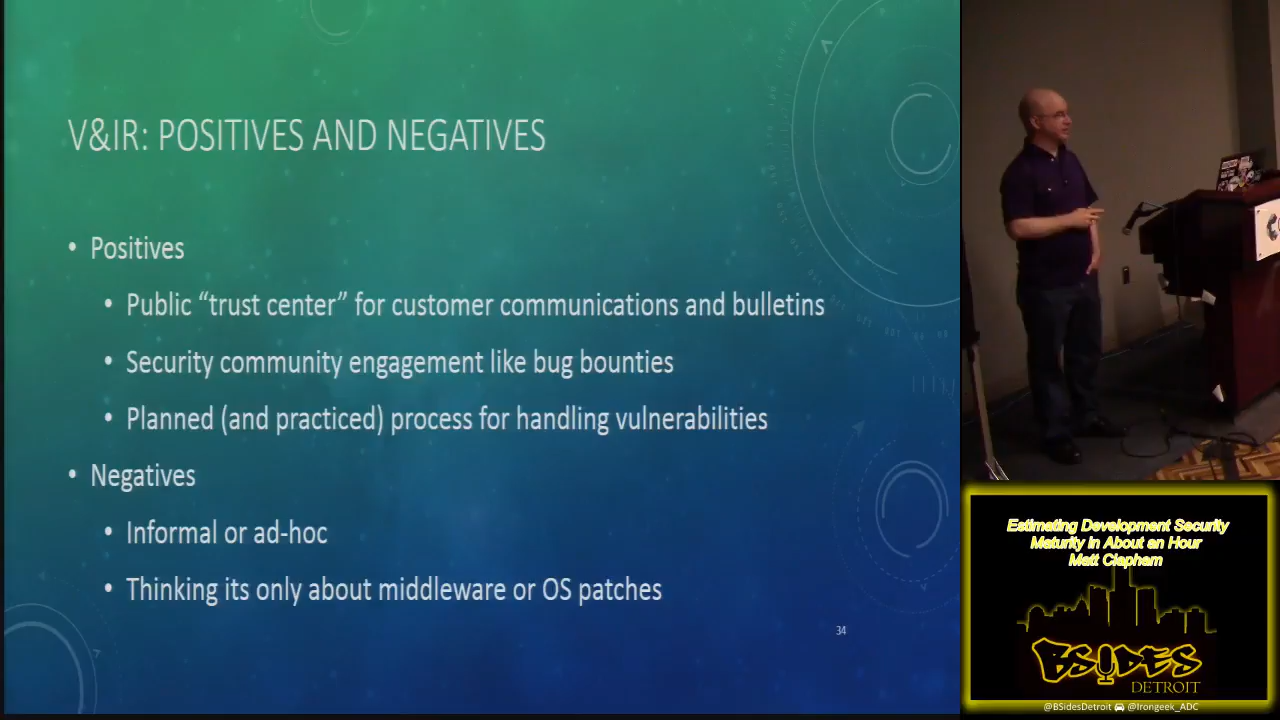 V&IR: POSITIVES AND NEGATIVES
• Positives
• Public “trust center” for customer communications and bulletins
• Security community engagement like bug bounties
• Planned (and practiced) process for handling vulnerabilities
• Negatives
• Informal or ad-hoc
• Thinking its only about middleware or OS patches
34
Estimating Development Security
Maturity in About an Hour
Matt Clapham
BSIDES
DETROIT
@BSidesDetroit @Irongeek_ADC